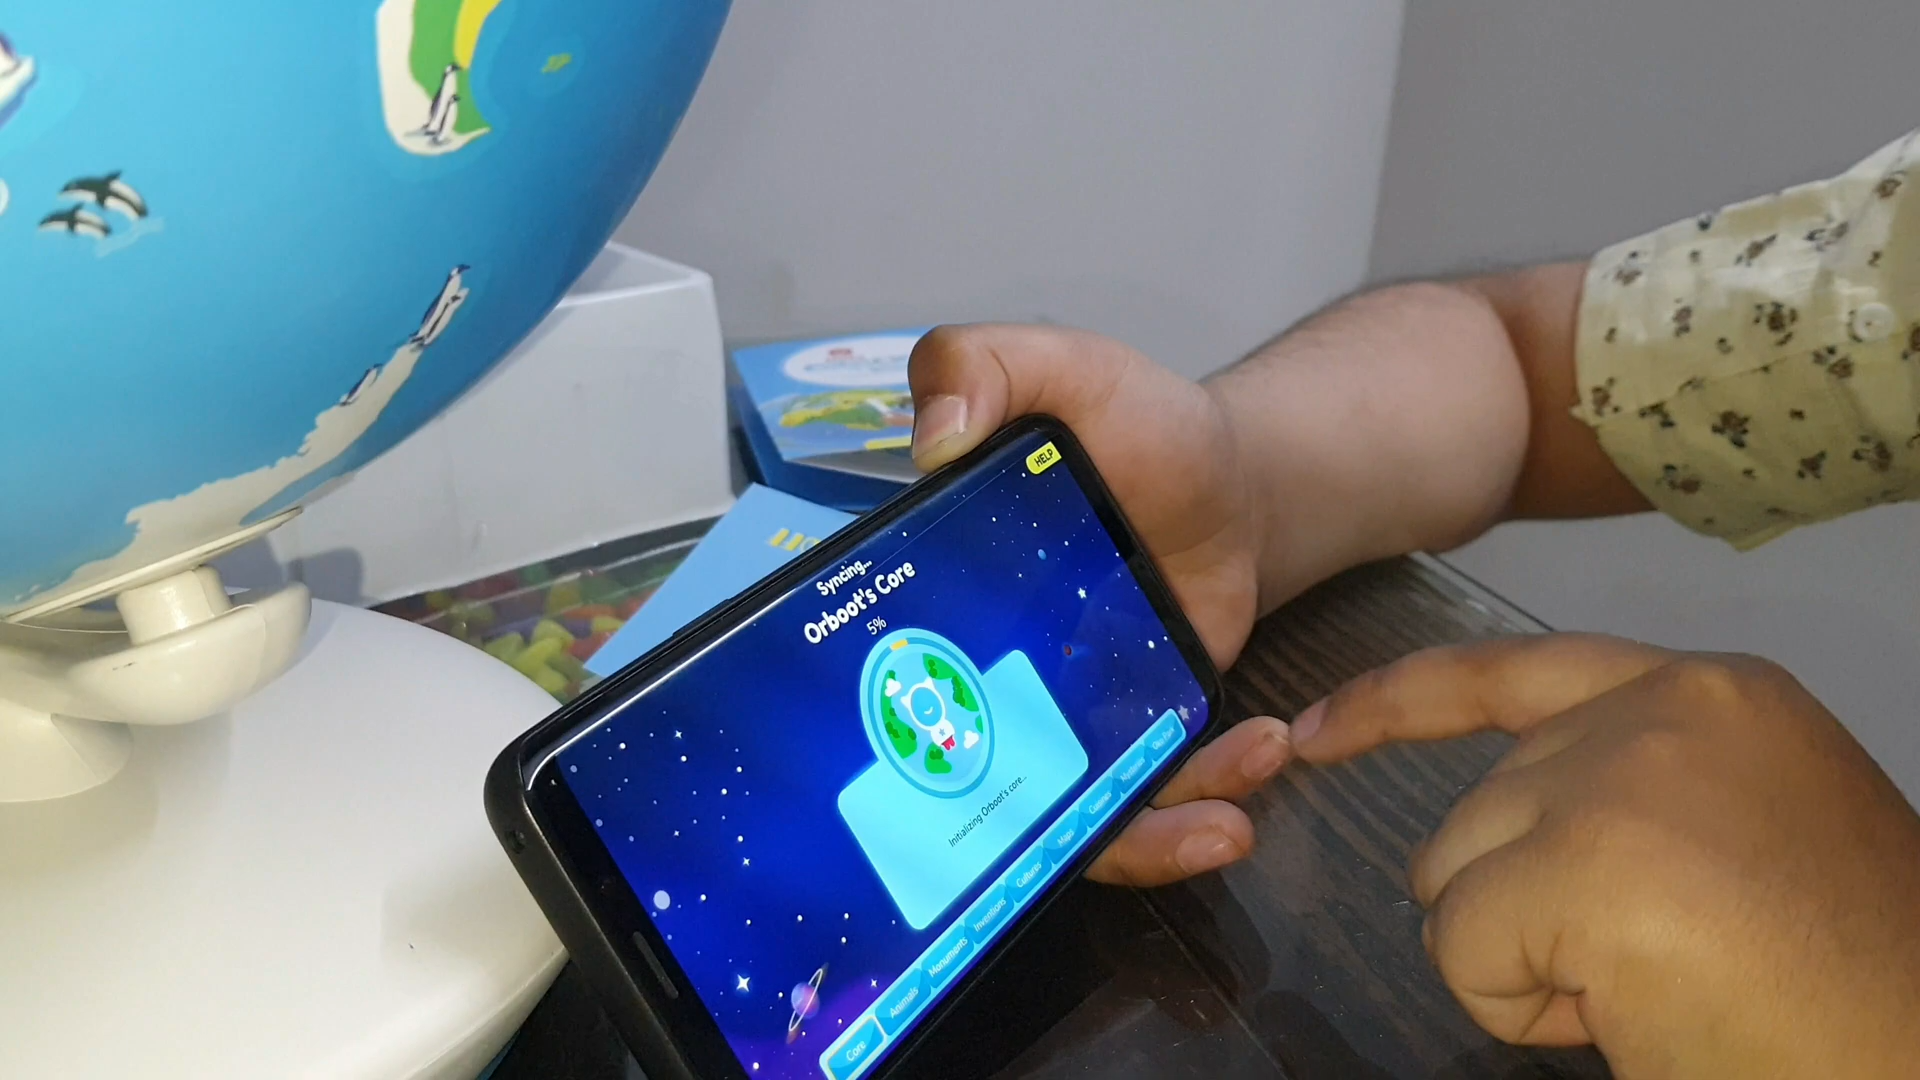 HELP
Syncing...
Orboot's Core
5%
Initializing Orboot's core...
Core
Animals
Monuments
Inventions
Cultures
Maps
Cuisines
Mysteries